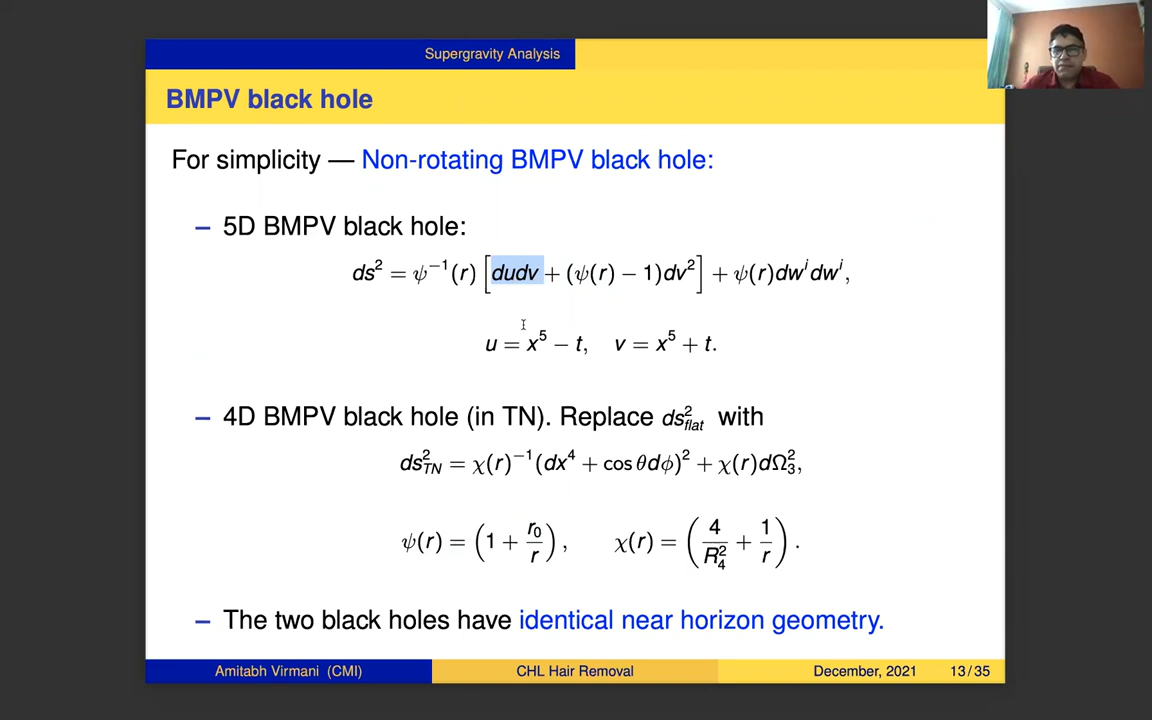 Supergravity Analysis
BMPV black hole
For simplicity — Non-rotating BMPV black hole:
– 5D BMPV black hole:
ds² = ψ⁻¹(r) [dudv + (ψ(r) − 1)dv²] + ψ(r)dwⁱdwⁱ,
u = x⁵ − t, v = x⁵ + t.
– 4D BMPV black hole (in TN). Replace ds²_flat with
ds²_TN = χ(r)⁻¹(dx⁴ + cos θdϕ)² + χ(r)dΩ²₃,
ψ(r) = (1 + r₀/r), χ(r) = (4/R₄² + 1/r).
– The two black holes have identical near horizon geometry.
Amitabh Virmani (CMI) CHL Hair Removal December, 2021 13/35